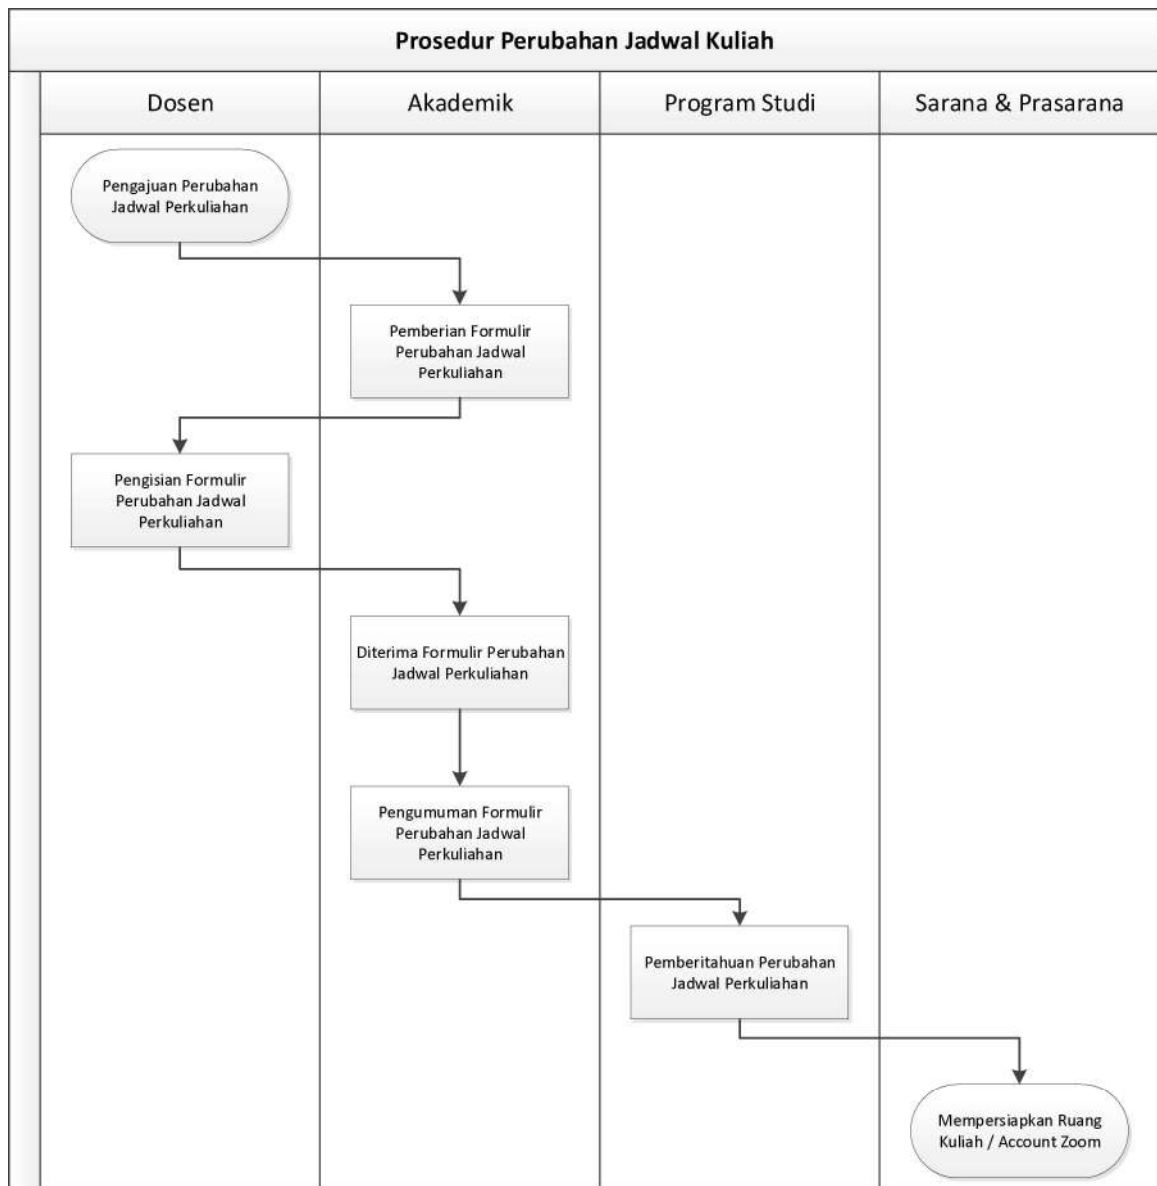 Prosedur Perubahan Jadwal Kuliah
Dosen
Akademik
Program Studi
Sarana & Prasarana
Pengajuan Perubahan
Jadwal Perkuliahan
Pemberian Formulir
Perubahan Jadwal
Perkuliahan
Pengisian Formulir
Perubahan Jadwal
Perkuliahan
Diterima Formulir Perubahan
Jadwal Perkuliahan
Pengumuman Formulir
Perubahan Jadwal
Perkuliahan
Pemberitahuan Perubahan
Jadwal Perkuliahan
Mempersiapkan Ruang
Kuliah / Account Zoom